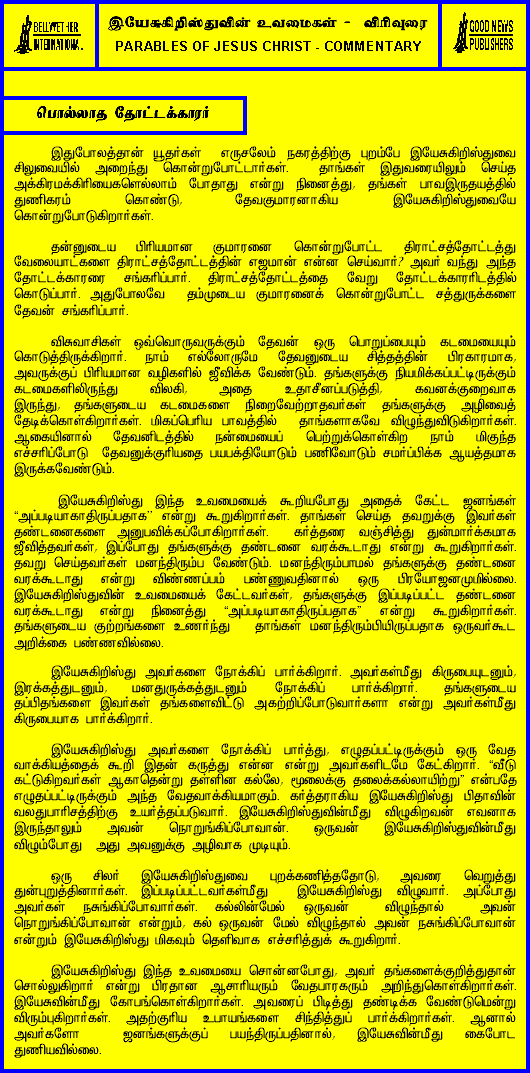 BELLWETHER
INTERNATIONAL
இயேசுகிறிஸ்துவின் உவமைகள் - விரிவுரை
PARABLES OF JESUS CHRIST - COMMENTARY
GOOD NEWS
PUBLISHERS
பொல்லாத தோட்டக்காரர்
இதுபோலத்தான் யூதர்கள் எருசலேம் நகரத்திற்கு புறம்பே இயேசுகிறிஸ்துவை
சிலுவையில் அறைந்து கொன்றுபோட்டார்கள். தாங்கள் இதுவரையிலும் செய்த
அக்கிரமக்கிரியைகளெல்லாம் போதாது என்று நினைத்து, தங்கள் பாவஇருதயத்தில்
துணிகரம் கொண்டு, தேவகுமாரனாகிய இயேசுகிறிஸ்துவையே
கொன்றுபோடுகிறார்கள்.
தன்னுடைய பிரியமான குமாரனை கொன்றுபோட்ட திராட்சத்தோட்டத்து
வேலையாட்களை திராட்சத்தோட்டத்தின் எஜமான் என்ன செய்வார்? அவர் வந்து அந்த
தோட்டக்காரரை சங்கரிப்பார். திராட்சத்தோட்டத்தை வேறு தோட்டக்காரரிடத்தில்
கொடுப்பார். அதுபோலவே தம்முடைய குமாரனைக் கொன்றுபோட்ட சத்துருக்களை
தேவன் சங்கரிப்பார்.
விசுவாசிகள் ஒவ்வொருவருக்கும் தேவன் ஒரு பொறுப்பையும் கடமையையும்
கொடுத்திருக்கிறார். நாம் எல்லோருமே தேவனுடைய சித்தத்தின் பிரகாரமாக,
அவருக்குப் பிரியமான வழிகளில் ஜீவிக்க வேண்டும். தங்களுக்கு நியமிக்கப்பட்டிருக்கும்
கடமைகளிலிருந்து விலகி, அதை உதாசீனப்படுத்தி, கவனக்குறைவாக
இருந்து, தங்களுடைய கடமைகளை நிறைவேற்றாதவர்கள் தங்களுக்கு அழிவைத்
தேடிக்கொள்கிறார்கள். மிகப்பெரிய பாவத்தில் தாங்களாகவே விழுந்துவிடுகிறார்கள்.
ஆகையினால் தேவனிடத்தில் நன்மையைப் பெற்றுக்கொள்கிற நாம் மிகுந்த
எச்சரிப்போடு தேவனுக்குரியதை பயபக்தியோடும் பணிவோடும் சமர்ப்பிக்க ஆயத்தமாக
இருக்கவேண்டும்.
இயேசுகிறிஸ்து இந்த உவமையைக் கூறியபோது அதைக் கேட்ட ஜனங்கள்
“அப்படியாகாதிருப்பதாக” என்று கூறுகிறார்கள். தாங்கள் செய்த தவறுக்கு இவர்கள்
தண்டனைகளை அனுபவிக்கப்போகிறார்கள். கர்த்தரை வஞ்சித்து துன்மார்க்கமாக
ஜீவித்தவர்கள், இப்போது தங்களுக்கு தண்டனை வரக்கூடாது என்று கூறுகிறார்கள்.
தவறு செய்தவர்கள் மனந்திரும்ப வேண்டும். மனந்திரும்பாமல் தங்களுக்கு தண்டனை
வரக்கூடாது என்று விண்ணப்பம் பண்ணுவதினால் ஒரு பிரயோஜனமுமில்லை.
இயேசுகிறிஸ்துவின் உவமையைக் கேட்டவர்கள், தங்களுக்கு இப்படிப்பட்ட தண்டனை
வரக்கூடாது என்று நினைத்து “அப்படியாகாதிருப்பதாக” என்று கூறுகிறார்கள்.
தங்களுடைய குற்றங்களை உணர்ந்து தாங்கள் மனந்திரும்பியிருப்பதாக ஒருவர்கூட
அறிக்கை பண்ணவில்லை.
இயேசுகிறிஸ்து அவர்களை நோக்கிப் பார்க்கிறார். அவர்கள்மீது கிருபையுடனும்,
இரக்கத்துடனும், மனதுருக்கத்துடனும் நோக்கிப் பார்க்கிறார். தங்களுடைய
தப்பிதங்களை இவர்கள் தங்களைவிட்டு அகற்றிப்போடுவார்களா என்று அவர்கள்மீது
கிருபையாக பார்க்கிறார்.
இயேசுகிறிஸ்து அவர்களை நோக்கிப் பார்த்து, எழுதப்பட்டிருக்கும் ஒரு வேத
வாக்கியத்தைக் கூறி இதன் கருத்து என்ன என்று அவர்களிடமே கேட்கிறார். “வீடு
கட்டுகிறவர்கள் ஆகாதென்று தள்ளின கல்லே, மூலைக்கு தலைக்கல்லாயிற்று” என்பதே
எழுதப்பட்டிருக்கும் அந்த வேதவாக்கியமாகும். கர்த்தராகிய இயேசுகிறிஸ்து பிதாவின்
வலதுபாரிசத்திற்கு உயர்த்தப்படுவார். இயேசுகிறிஸ்துவின்மீது விழுகிறவன் எவனாக
இருந்தாலும் அவன் நொறுங்கிப்போவான். ஒருவன் இயேசுகிறிஸ்துவின்மீது
விழும்போது அது அவனுக்கு அழிவாக முடியும்.
ஒரு சிலர் இயேசுகிறிஸ்துவை புறக்கணித்ததோடு, அவரை வெறுத்து
துன்புறுத்தினார்கள். இப்படிப்பட்டவர்கள்மீது இயேசுகிறிஸ்து விழுவார். அப்போது
அவர்கள் நசுங்கிப்போவார்கள். கல்லின்மேல் ஒருவன் விழுந்தால் அவன்
நொறுங்கிப்போவான் என்றும், கல் ஒருவன் மேல் விழுந்தால் அவன் நசுங்கிப்போவான்
என்றும் இயேசுகிறிஸ்து மிகவும் தெளிவாக எச்சரித்துக் கூறுகிறார்.
இயேசுகிறிஸ்து இந்த உவமையை சொன்னபோது, அவர் தங்களைக்குறித்துதான்
சொல்லுகிறார் என்று பிரதான ஆசாரியரும் வேதபாரகரும் அறிந்துகொள்கிறார்கள்.
இயேசுவின்மீது கோபங்கொள்கிறார்கள். அவரைப் பிடித்து தண்டிக்க வேண்டுமென்று
விரும்புகிறார்கள். அதற்குரிய உபாயங்களை சிந்தித்துப் பார்க்கிறார்கள். ஆனால்
அவர்களோ ஜனங்களுக்குப் பயந்திருப்பதினால், இயேசுவின்மீது கைபோட
துணியவில்லை.